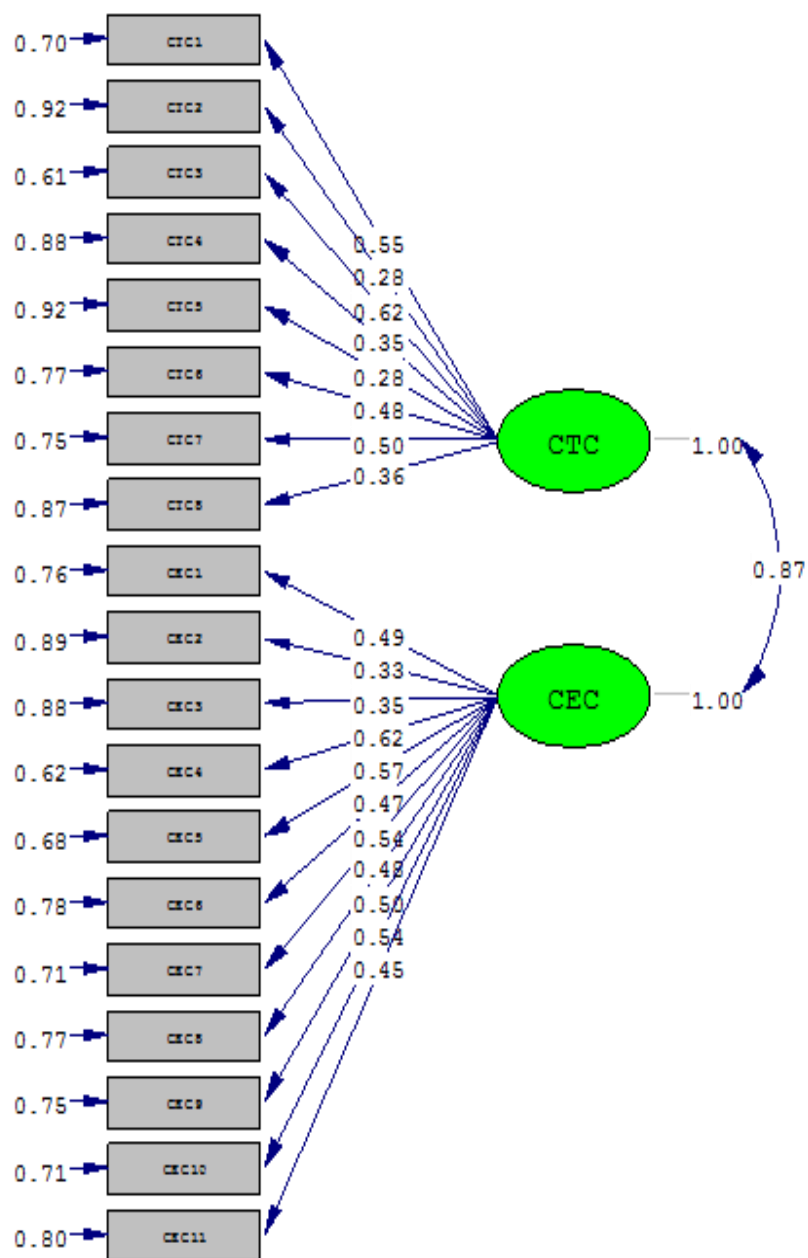 0.70 CTC1
0.92 CTC2
0.61 CTC3
0.88 CTC4
0.55
0.28
0.92 CTC5
0.62
0.35
0.77 CTC6
0.28
0.48
0.75 CTC7
0.50
CTC
1.00
0.36
0.87 CTC8
0.76 CEC1
0.87
0.89 CEC2
0.49
0.33
0.88 CEC3
0.35
CEC
1.00
0.62
0.62 CEC4
0.57
0.47
0.68 CEC5
0.54
0.48
0.78 CEC6
0.50
0.54
0.71 CEC7
0.45
0.77 CEC8
0.75 CEC9
0.71 CEC10
0.80 CEC11